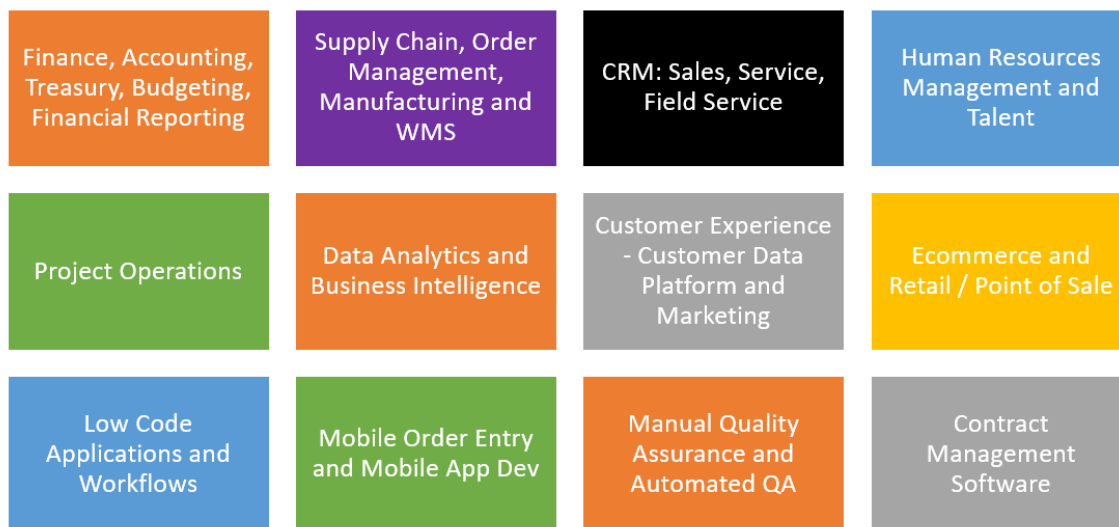 Finance, Accounting,
Treasury, Budgeting,
Financial Reporting
Supply Chain, Order
Management,
Manufacturing and
WMS
CRM: Sales, Service,
Field Service
Human Resources
Management and
Talent
Project Operations
Data Analytics and
Business Intelligence
Customer Experience
- Customer Data
Platform and
Marketing
Ecommerce and
Retail / Point of Sale
Low Code
Applications and
Workflows
Mobile Order Entry
and Mobile App Dev
Manual Quality
Assurance and
Automated QA
Contract
Management
Software